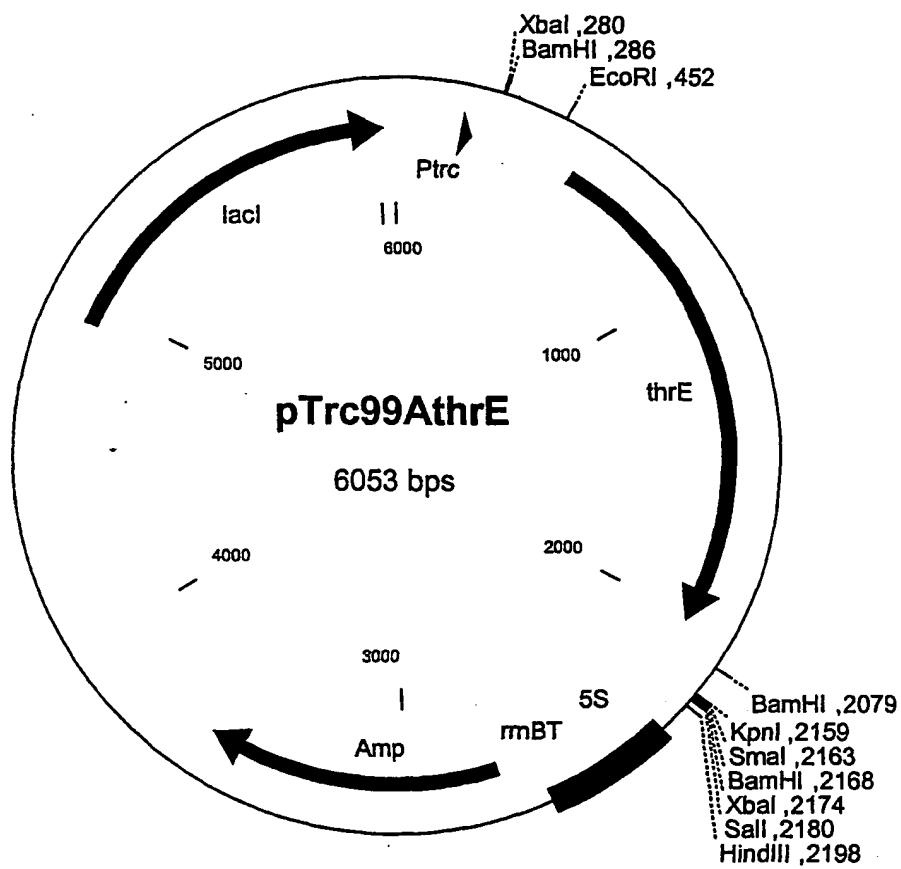 XbaI ,280
BamHI ,286
EcoRI ,452
Ptrc
lacI
6000
1000
5000
thrE
pTrc99AthrE
6053 bps
4000
2000
3000
5S
rrnBT
Amp
BamHI ,2079
KpnI ,2159
SmaI ,2163
BamHI ,2168
XbaI ,2174
SalI ,2180
HindIII ,2198